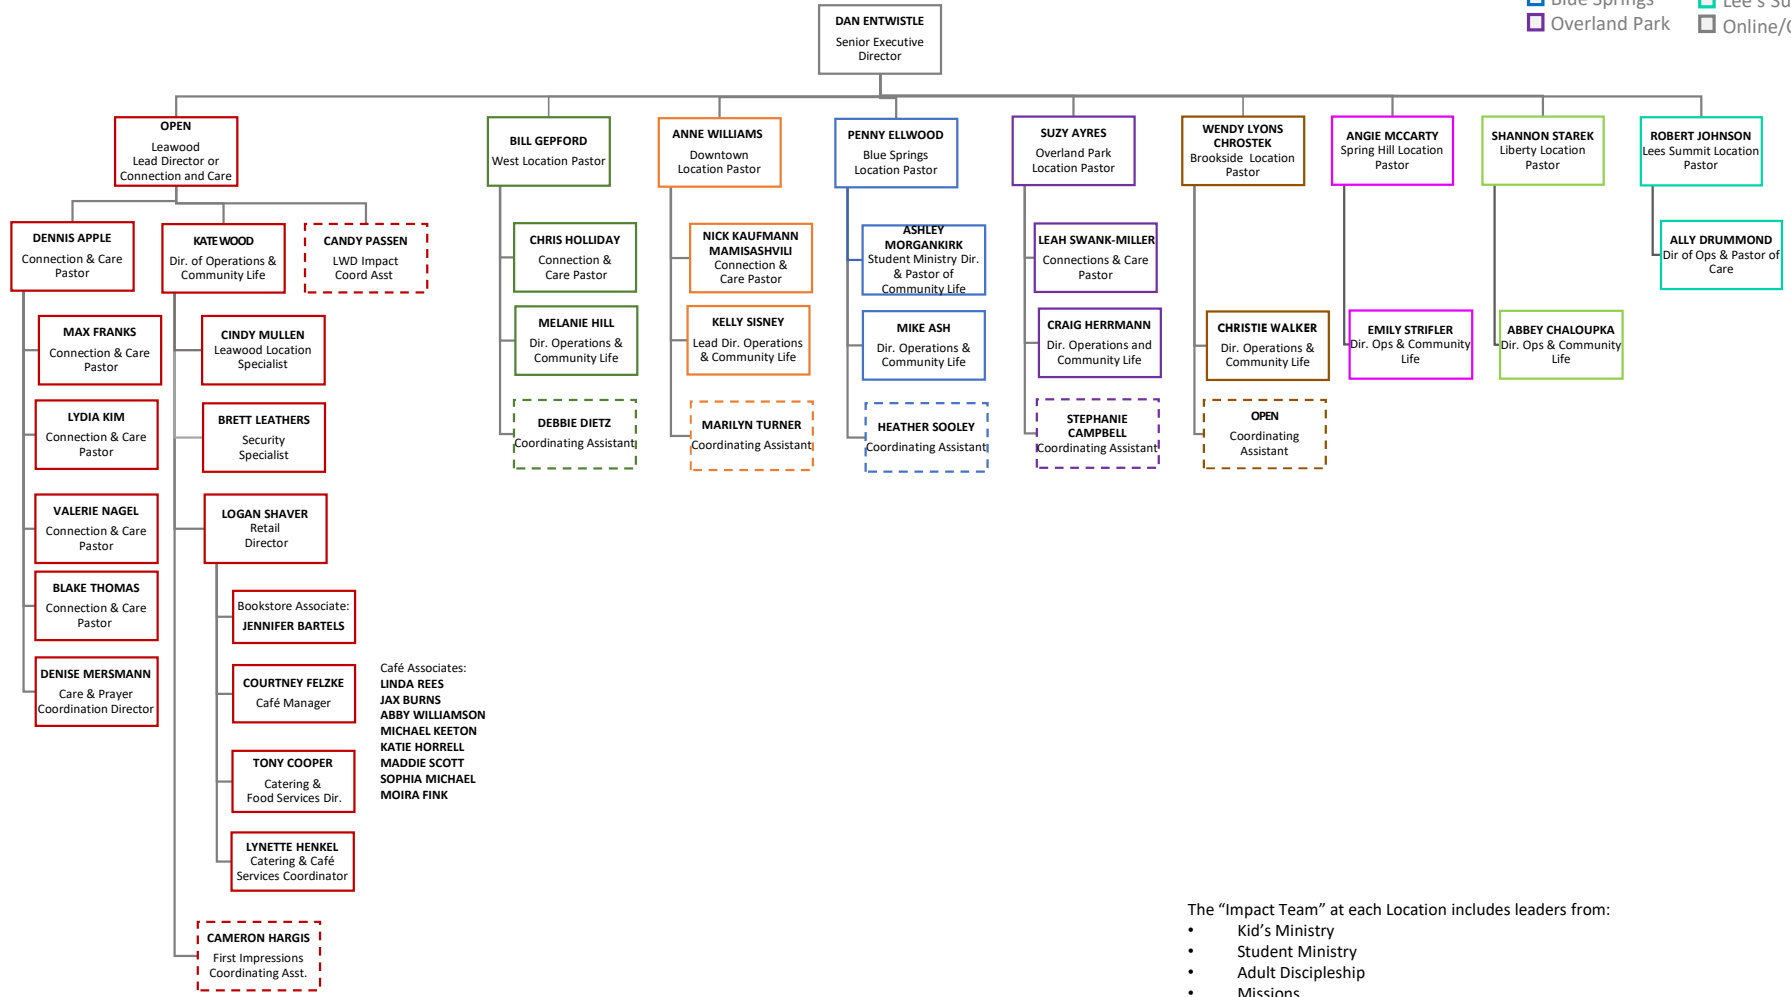 Blue Springs
Lee's Su
Overland Park
Online/
DAN ENTWISTLE
Senior Executive
Director
OPEN
Leawood
Lead Director or
Connection and Care
BILL GEPFORD
West Location Pastor
ANNE WILLIAMS
Downtown
Location Pastor
PENNY ELLWOOD
Blue Springs
Location Pastor
SUZY AYRES
Overland Park
Location Pastor
WENDY LYONS
CHROSTEK
Brookside Location
Pastor
ANGIE MCCARTY
Spring Hill Location
Pastor
SHANNON STAREK
Liberty Location
Pastor
ROBERT JOHNSON
Lees Summit Location
Pastor
DENNIS APPLE
Connection & Care
Pastor
KATE WOOD
Dir. of Operations &
Community Life
CANDY PASSEN
LWD Impact
Coord Asst
CHRIS HOLLIDAY
Connection &
Care Pastor
NICK KAUFMANN
MAMISASHVILI
Connection &
Care Pastor
ASHLEY
MORGANKIRK
Student Ministry Dir.
& Pastor of
Community Life
LEAH SWANK-MILLER
Connections & Care
Pastor
ALLY DRUMMOND
Dir of Ops & Pastor of
Care
MAX FRANKS
Connection & Care
Pastor
CINDY MULLEN
Leawood Location
Specialist
MELANIE HILL
Dir. Operations &
Community Life
KELLY SISNEY
Lead Dir. Operations
& Community Life
MIKE ASH
Dir. Operations &
Community Life
CRAIG HERRMANN
Dir. Operations and
Community Life
CHRISTIE WALKER
Dir. Operations &
Community Life
EMILY STRIFLER
Dir. Ops & Community
Life
ABBEY CHALOUPKA
Dir. Ops & Community
Life
LYDIA KIM
Connection & Care
Pastor
BRETT LEATHERS
Security
Specialist
DEBBIE DIETZ
Coordinating Assistant
MARILYN TURNER
Coordinating Assistant
HEATHER SOOLEY
Coordinating Assistant
STEPHANIE
CAMPBELL
Coordinating Assistant
OPEN
Coordinating
Assistant
VALERIE NAGEL
Connection & Care
Pastor
LOGAN SHAVER
Retail
Director
BLAKE THOMAS
Connection & Care
Pastor
Bookstore Associate:
JENNIFER BARTELS
DENISE MERSMANN
Care & Prayer
Coordination Director
COURTNEY FELZKE
Café Manager
Café Associates:
LINDA REES
JAX BURNS
ABBY WILLIAMSON
MICHAEL KEETON
KATIE HORRELL
MADDIE SCOTT
SOPHIA MICHAEL
MOIRA FINK
TONY COOPER
Catering &
Food Services Dir.
LYNETTE HENKEL
Catering & Café
Services Coordinator
CAMERON HARGIS
First Impressions
Coordinating Asst.
The “Impact Team” at each Location includes leaders from:
• Kid’s Ministry
• Student Ministry
• Adult Discipleship
• Missions